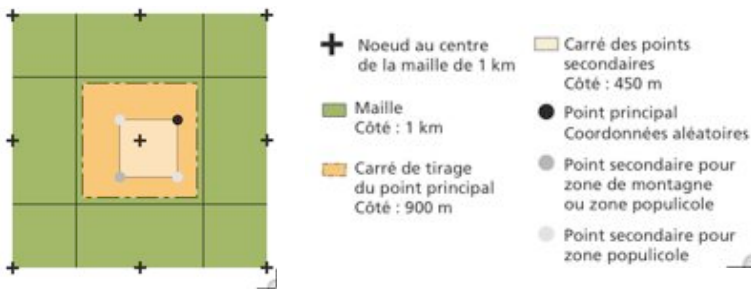 Noeud au centre
de la maille de 1 km
Maille
Côté : 1 km
Carré de tirage
du point principal
Côté : 900 m
Carré des points
secondaires
Côté : 450 m
Point principal
Coordonnées aléatoires
Point secondaire pour
zone de montagne
ou zone populicole
Point secondaire pour
zone populicole